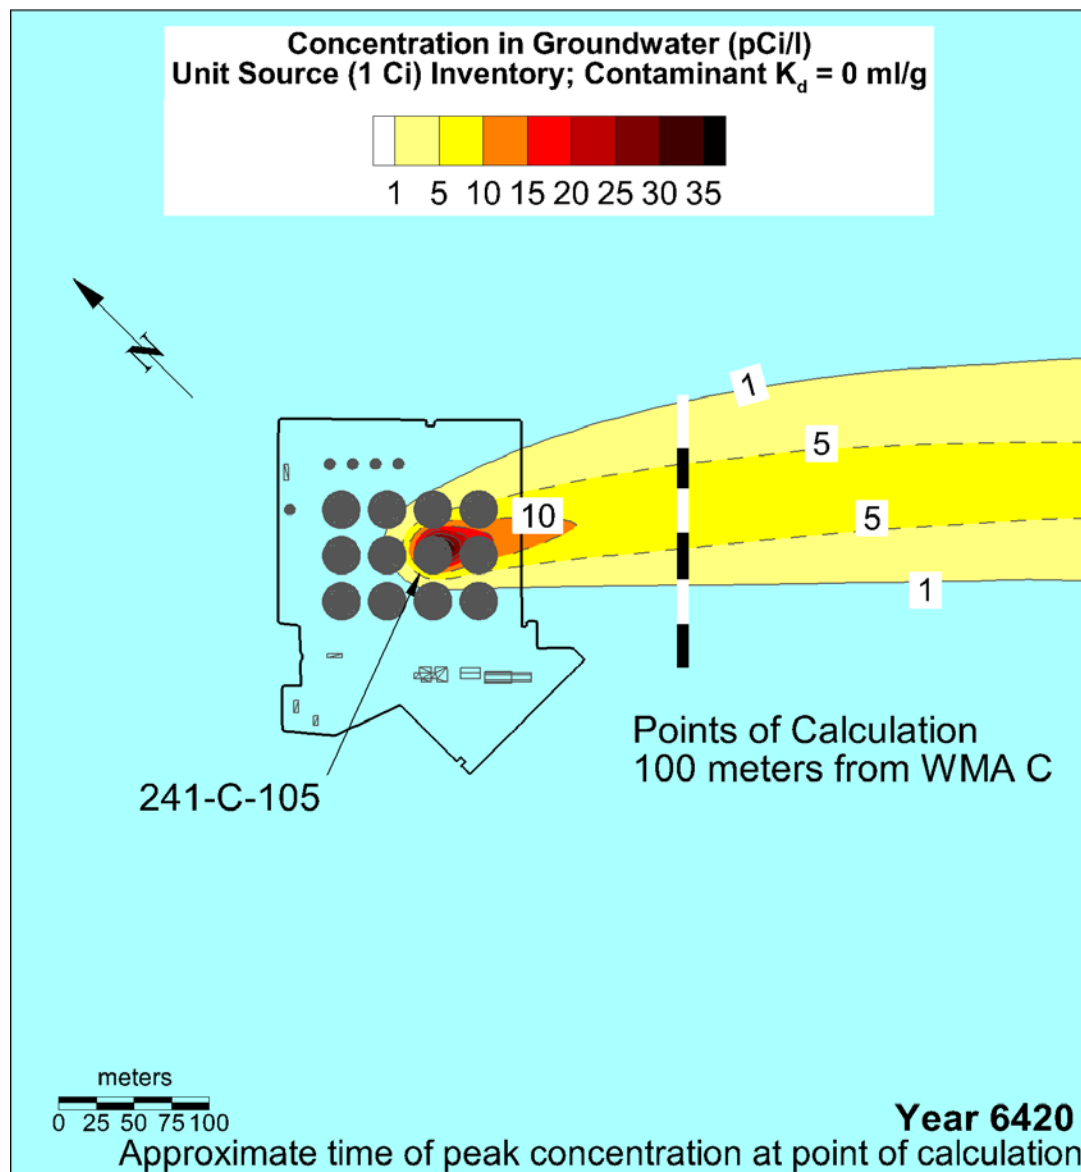 Concentration in Groundwater (pCi/l)
Unit Source (1 Ci) Inventory; Contaminant Kd = 0 ml/g
1 5 10 15 20 25 30 35
N
1
5
10
5
1
Points of Calculation
100 meters from WMA C
241-C-105
meters
0 25 50 75 100
Year 6420
Approximate time of peak concentration at point of calculation